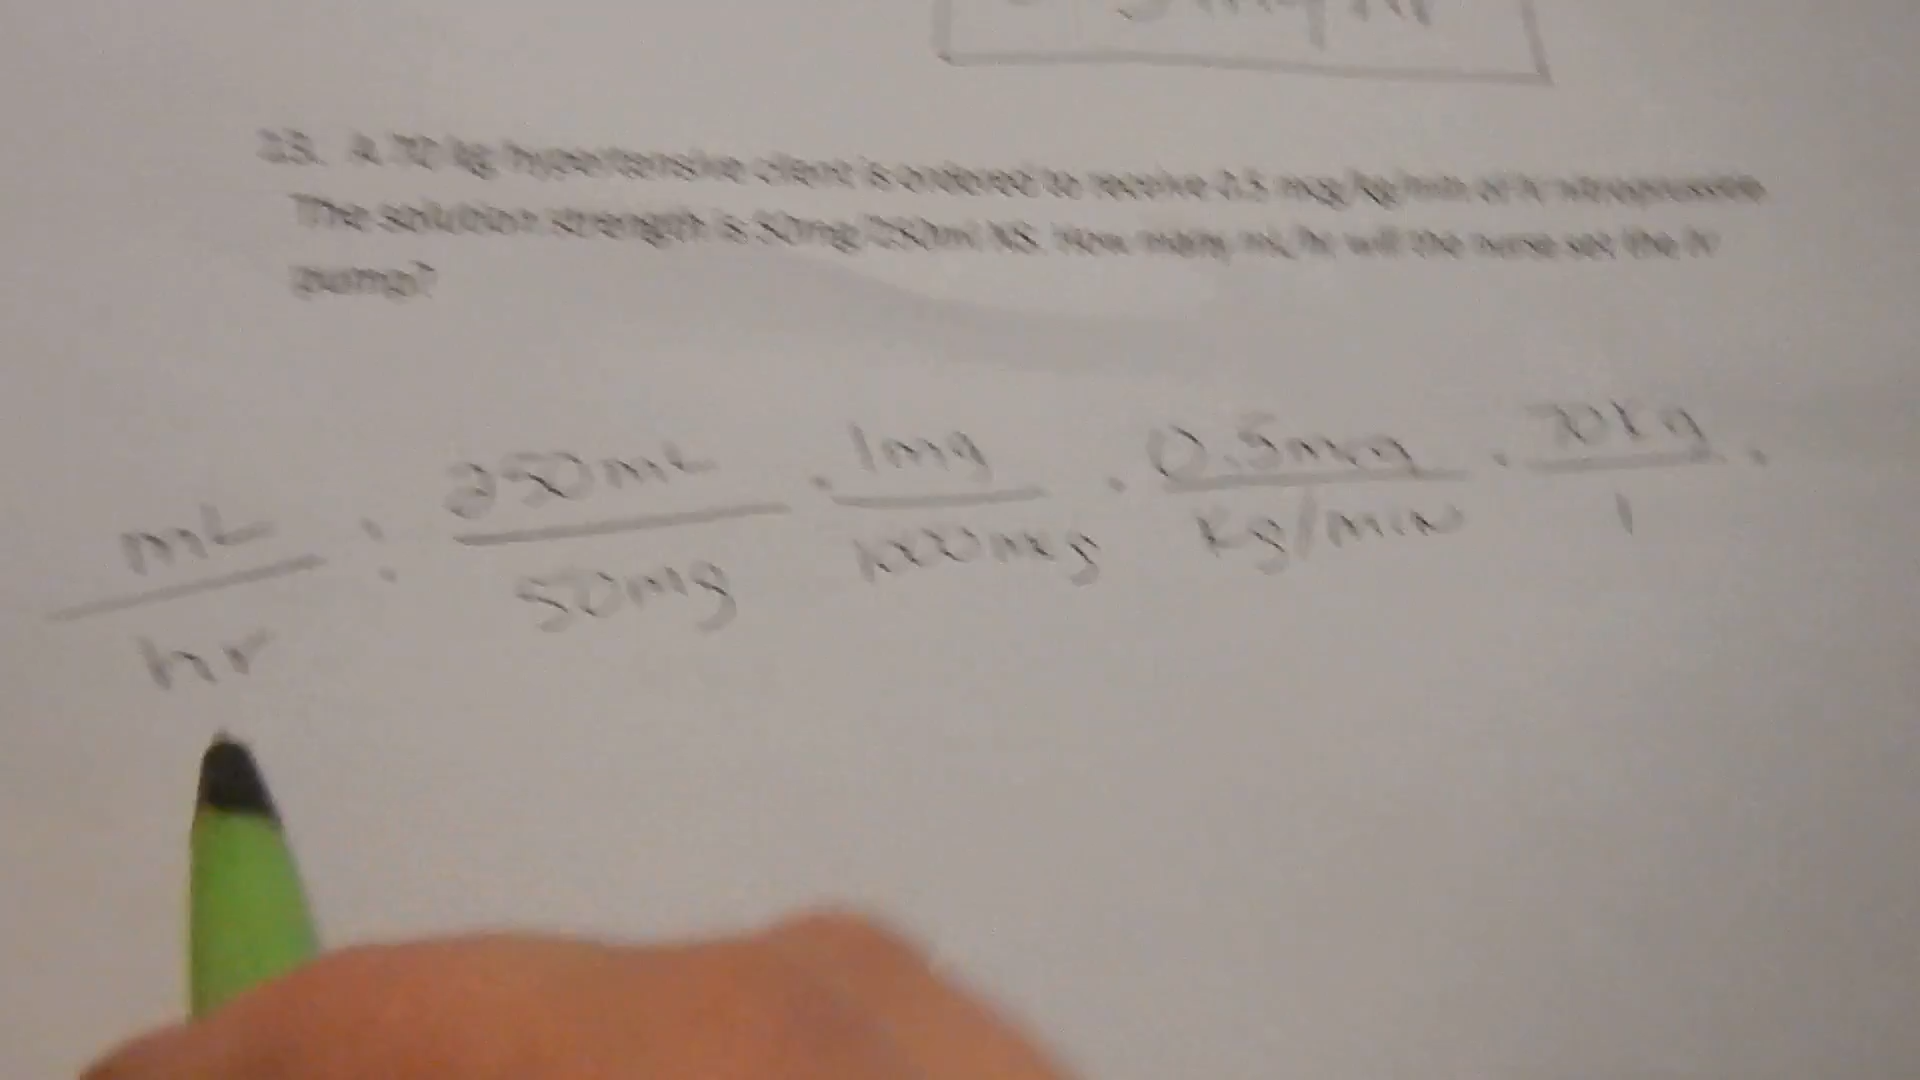 A 70 kg hypertensive client is ordered to receive 0.5 mcg/kg/min of IV nitroprusside.
The solution strength is 50mg/250ml NS. How many mL/hr will the nurse set the IV
pump?
mL/hr : 250mL/50mg . 1mg/1000mcg . 0.5mcg/kg/min . 70kg/1 .